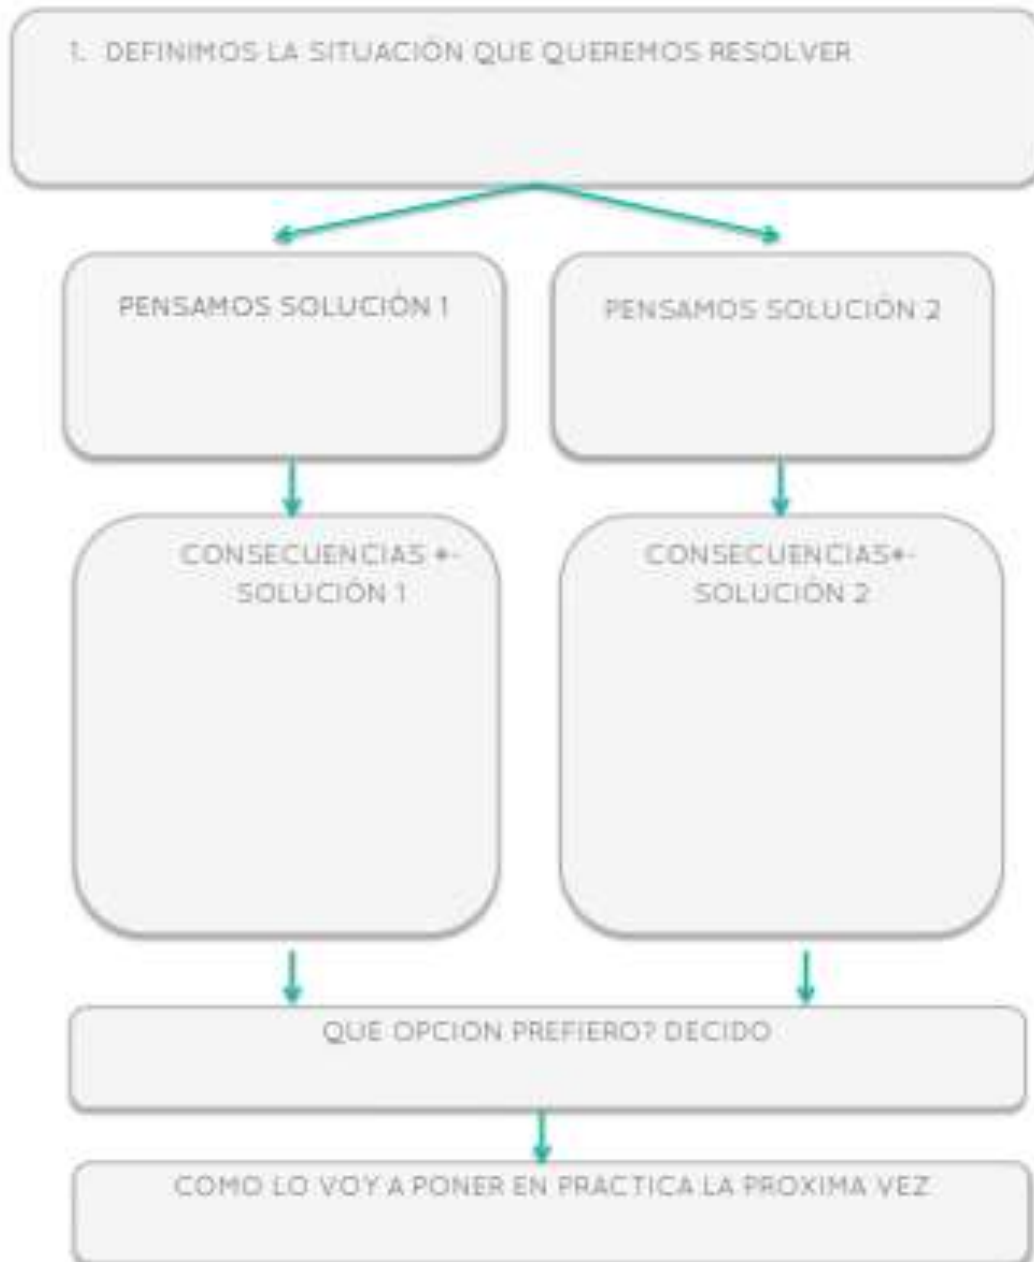 1. DEFINIMOS LA SITUACIÓN QUE QUEREMOS RESOLVER
PENSAMOS SOLUCIÓN 1
PENSAMOS SOLUCIÓN 2
CONSECUENCIAS +-
SOLUCIÓN 1
CONSECUENCIAS+-
SOLUCIÓN 2
QUE OPCION PREFIERO? DECIDO
COMO LO VOY A PONER EN PRACTICA LA PROXIMA VEZ